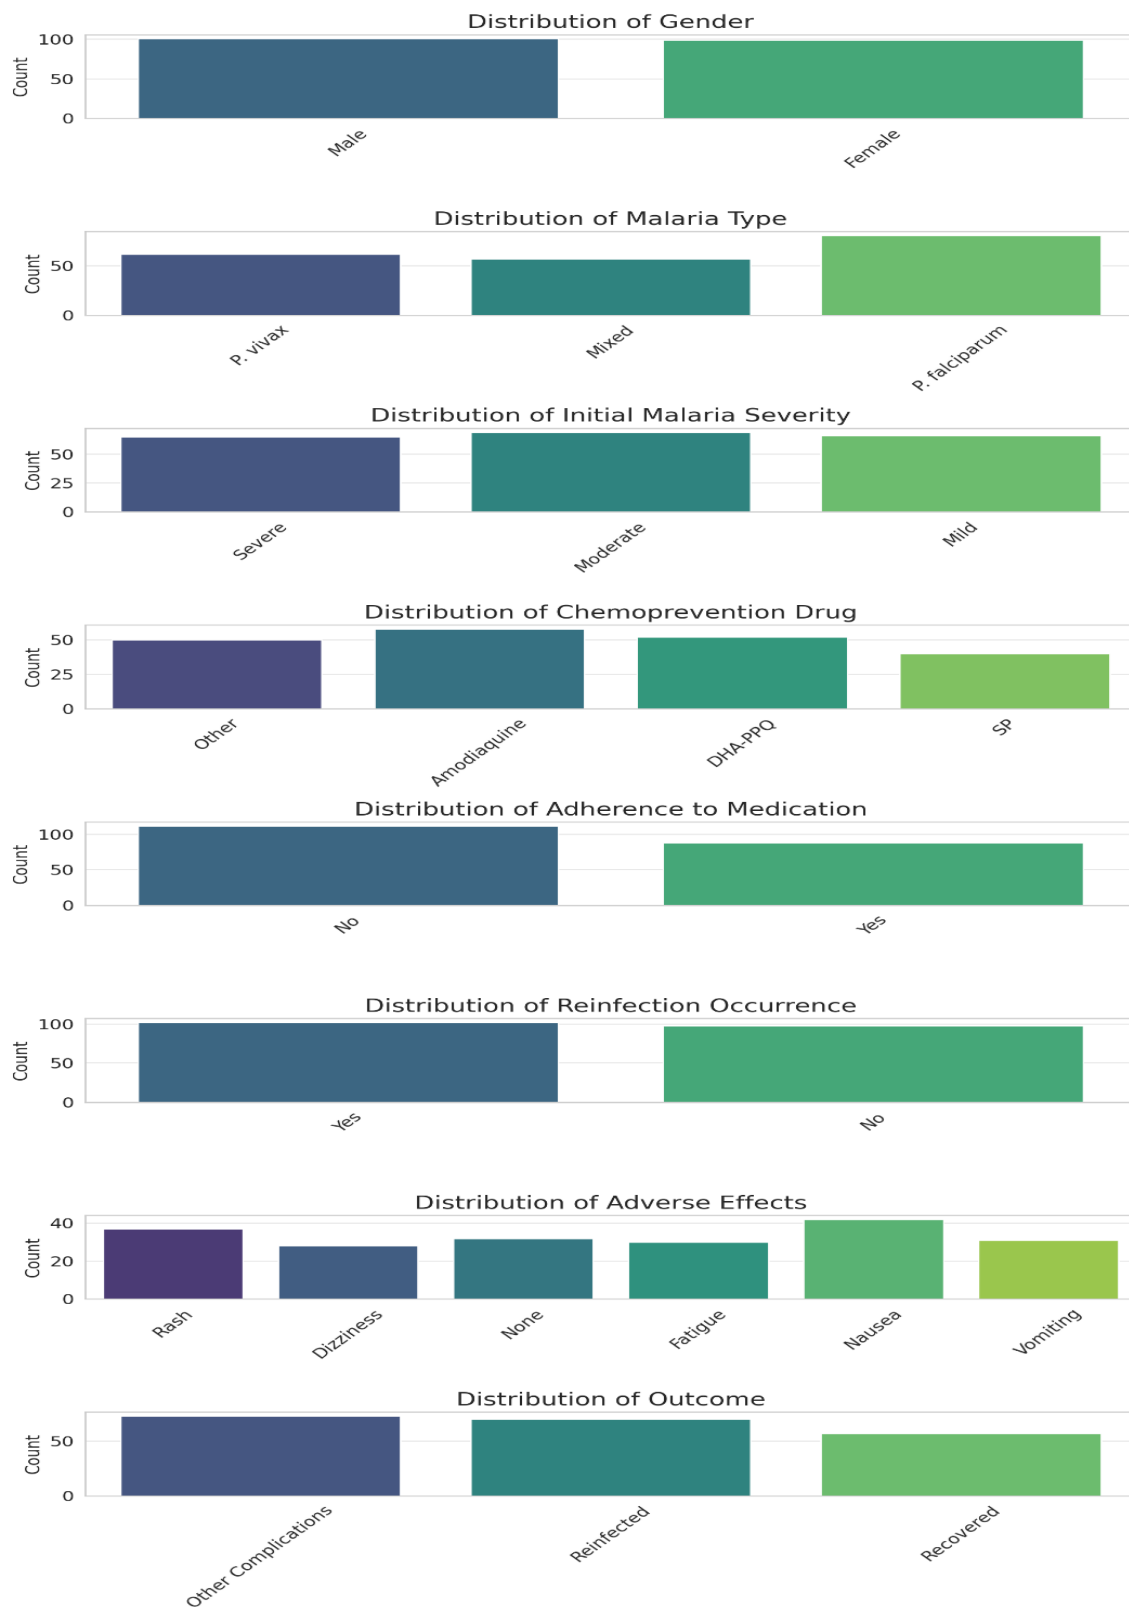 Distribution of Gender
Count
100
50
0
Male
Female
Distribution of Malaria Type
Count
50
0
P. vivax
Mixed
P. falciparum
Distribution of Initial Malaria Severity
Count
50
25
0
Severe
Moderate
Mild
Distribution of Chemoprevention Drug
Count
50
25
0
Other
Amodiaquine
DHA-PPQ
SP
Distribution of Adherence to Medication
Count
100
50
0
No
Yes
Distribution of Reinfection Occurrence
Count
100
50
0
Yes
No
Distribution of Adverse Effects
Count
40
20
0
Rash
Dizziness
None
Fatigue
Nausea
Vomiting
Distribution of Outcome
Count
50
0
Other Complications
Reinfected
Recovered